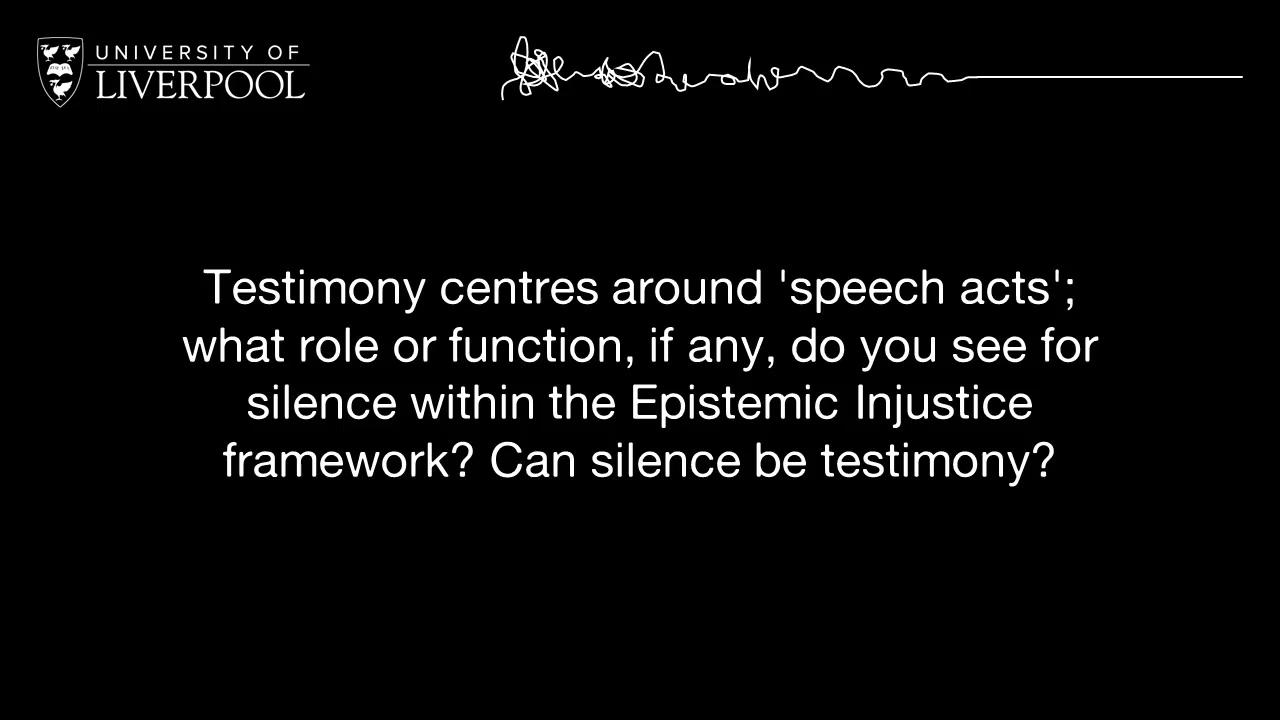 UNIVERSITY OF
LIVERPOOL
Testimony centres around 'speech acts';
what role or function, if any, do you see for
silence within the Epistemic Injustice
framework? Can silence be testimony?